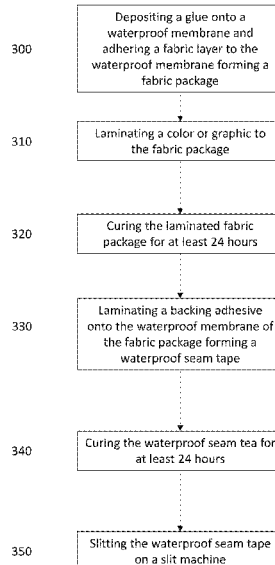 300
Depositing a glue onto a
waterproof membrane and
adhering a fabric layer to the
waterproof membrane forming a
fabric package
310
Laminating a color or graphic to
the fabric package
320
Curing the laminated fabric
package for at least 24 hours
330
Laminating a backing adhesive
onto the waterproof membrane of
the fabric package forming a
waterproof seam tape
340
Curing the waterproof seam tea for
at least 24 hours
350
Slitting the waterproof seam tape
on a slit machine